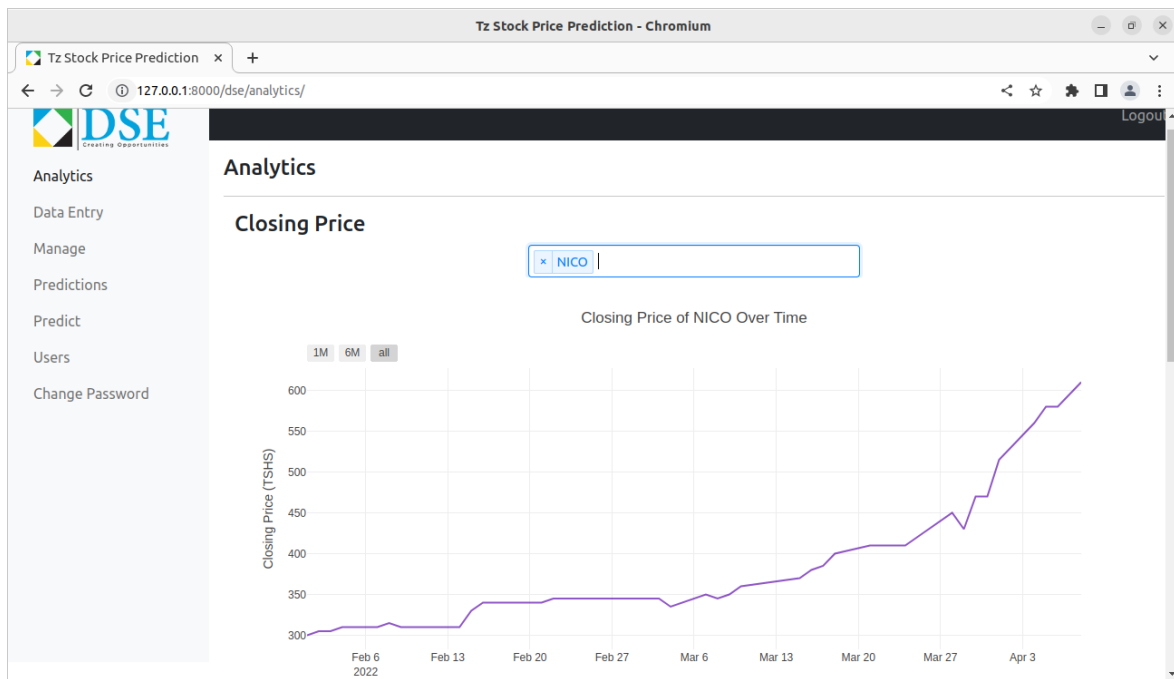 Tz Stock Price Prediction - Chromium
Tz Stock Price Prediction
127.0.0.1:8000/dse/analytics/
DSE
Creating Opportunities
Logout
Analytics
Data Entry
Manage
Predictions
Predict
Users
Change Password
Analytics
Closing Price
× NICO
Closing Price of NICO Over Time
1M 6M all
Closing Price (TSHS)
600
550
500
450
400
350
300
Feb 6 Feb 13 Feb 20 Feb 27 Mar 6 Mar 13 Mar 20 Mar 27 Apr 3
2022